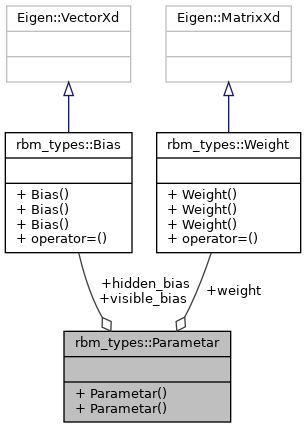 Eigen::VectorXd
Eigen::MatrixXd
rbm_types::Bias
+ Bias()
+ Bias()
+ Bias()
+ operator=()
rbm_types::Weight
+ Weight()
+ Weight()
+ Weight()
+ operator=()
+hidden_bias
+visible_bias
+weight
rbm_types::Parametar
+ Parametar()
+ Parametar()